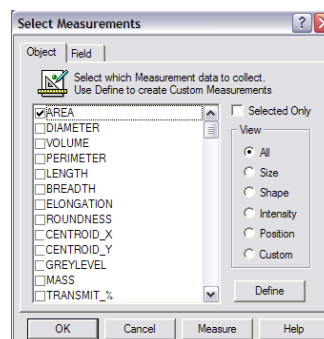 Select Measurements
Object Field
Select which Measurement data to collect.
Use Define to create Custom Measurements
AREA
DIAMETER
VOLUME
PERIMETER
LENGTH
BREADTH
ELONGATION
ROUNDNESS
CENTROID_X
CENTROID_Y
GREYLEVEL
MASS
TRANSMIT_%
Selected Only
View
All
Size
Shape
Intensity
Position
Custom
Define
OK Cancel Measure Help